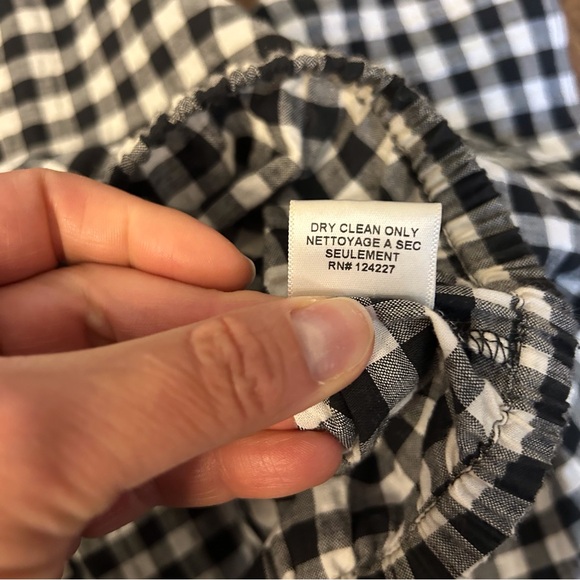 DRY CLEAN ONLY
NETTOYAGE A SEC
SEULEMENT
RN# 124227